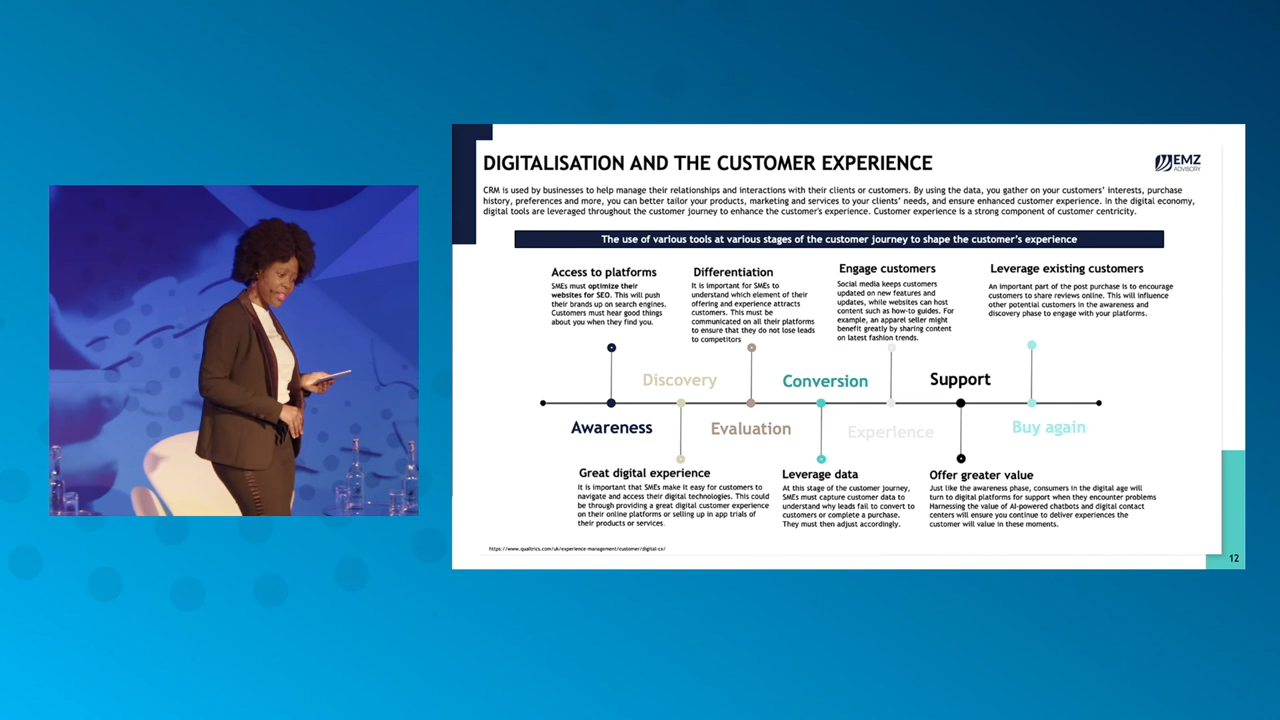 DIGITALISATION AND THE CUSTOMER EXPERIENCE
EMZ
ADVISORY
CRM is used by businesses to help manage their relationships and interactions with their clients or customers. By using the data, you gather on your customers' interests, purchase
history, preferences and more, you can better tailor your products, marketing and services to your clients' needs, and ensure enhanced customer experience. In the digital economy,
digital tools are leveraged throughout the customer journey to enhance the customer's experience. Customer experience is a strong component of customer centricity.
The use of various tools at various stages of the customer journey to shape the customer's experience
Access to platforms
SMEs must optimize their
websites for SEO. This will push
their brands up on search engines.
Customers must hear good things
about you when they find you.
Differentiation
It is important for SMEs to
understand which element of their
offering and experience attracts
customers. This must be
communicated on all their platforms
to ensure that they do not lose leads
to competitors
Engage customers
Social media keeps customers
updated on new features and
updates, while websites can host
content such as how-to guides. For
example, an apparel seller might
benefit greatly by sharing content
on latest fashion trends.
Leverage existing customers
An important part of the post purchase is to encourage
customers to share reviews online. This will influence
other potential customers in the awareness and
discovery phase to engage with your platforms.
Discovery
Conversion
Support
Awareness
Evaluation
Experience
Buy again
Great digital experience
It is important that SMEs make it easy for customers to
navigate and access their digital technologies. This could
be through providing a great digital customer experience
on their online platforms or selling up in app trials of
their products or services.
Leverage data
At this stage of the customer journey,
SMEs must capture customer data to
understand why leads fail to convert to
customers or complete a purchase.
They must then adjust accordingly.
Offer greater value
Just like the awareness phase, consumers in the digital age will
turn to digital platforms for support when they encounter problems
Harnessing the value of AI-powered chatbots and digital contact
centers will ensure you continue to deliver experiences the
customer will value in these moments.
https://www.qualtrics.com/uk/experience-management/customer/digital-cx/
12